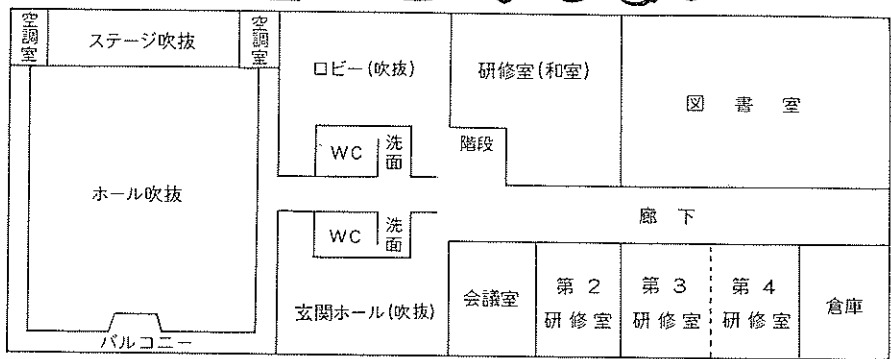 空調室
ステージ吹抜
空調室
ロビー(吹抜)
研修室(和室)
図書室
WC
洗面
階段
ホール吹抜
廊下
WC
洗面
会議室
第2
研修室
第3
研修室
第4
研修室
倉庫
玄関ホール(吹抜)
バルコニー